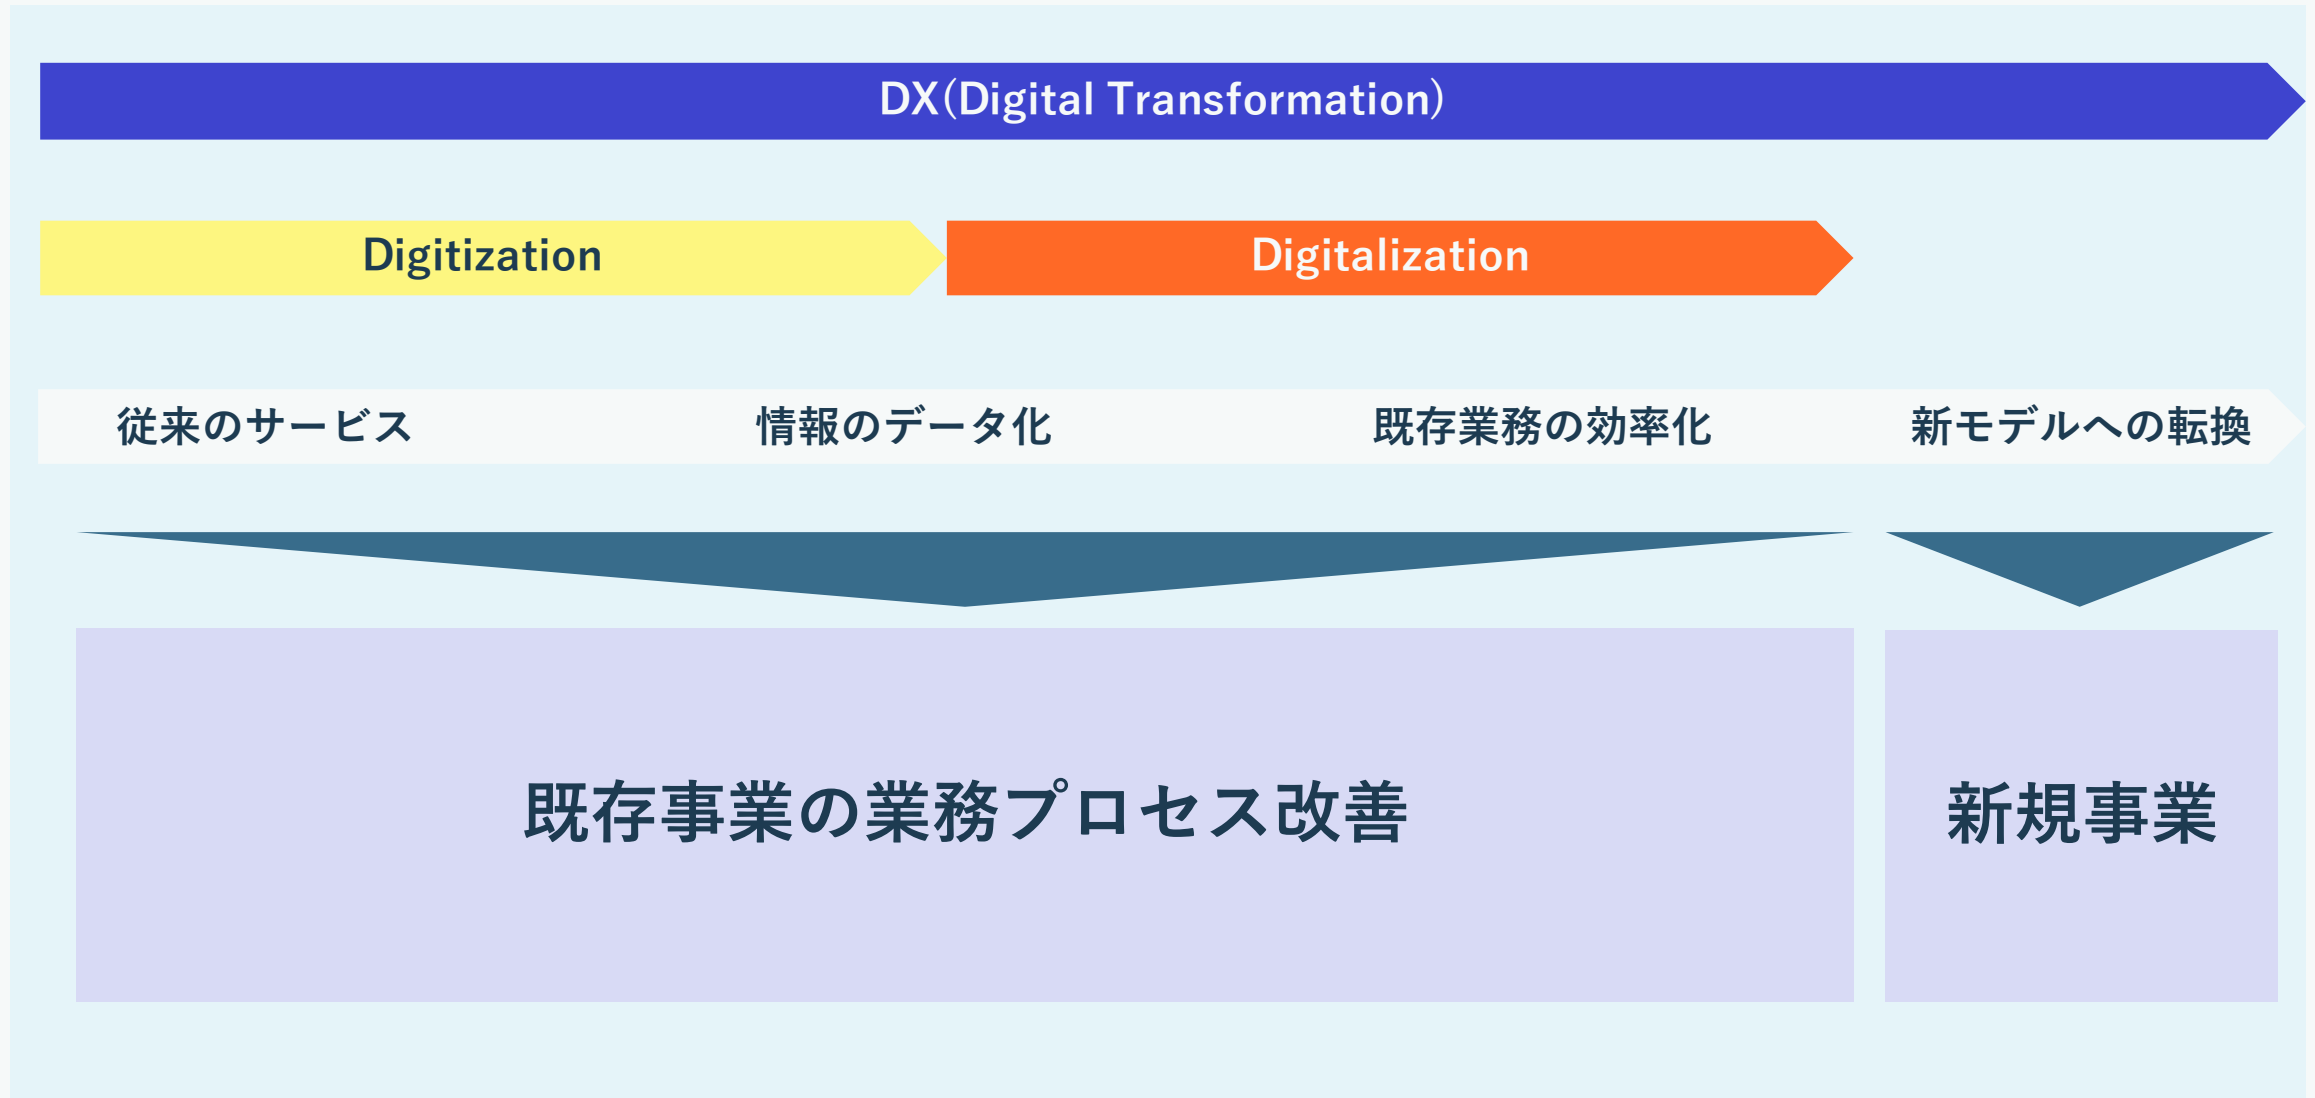 DX(Digital Transformation)
Digitization
Digitalization
従来のサービス
情報のデータ化
既存業務の効率化
新モデルへの転換
既存事業の業務プロセス改善
新規事業